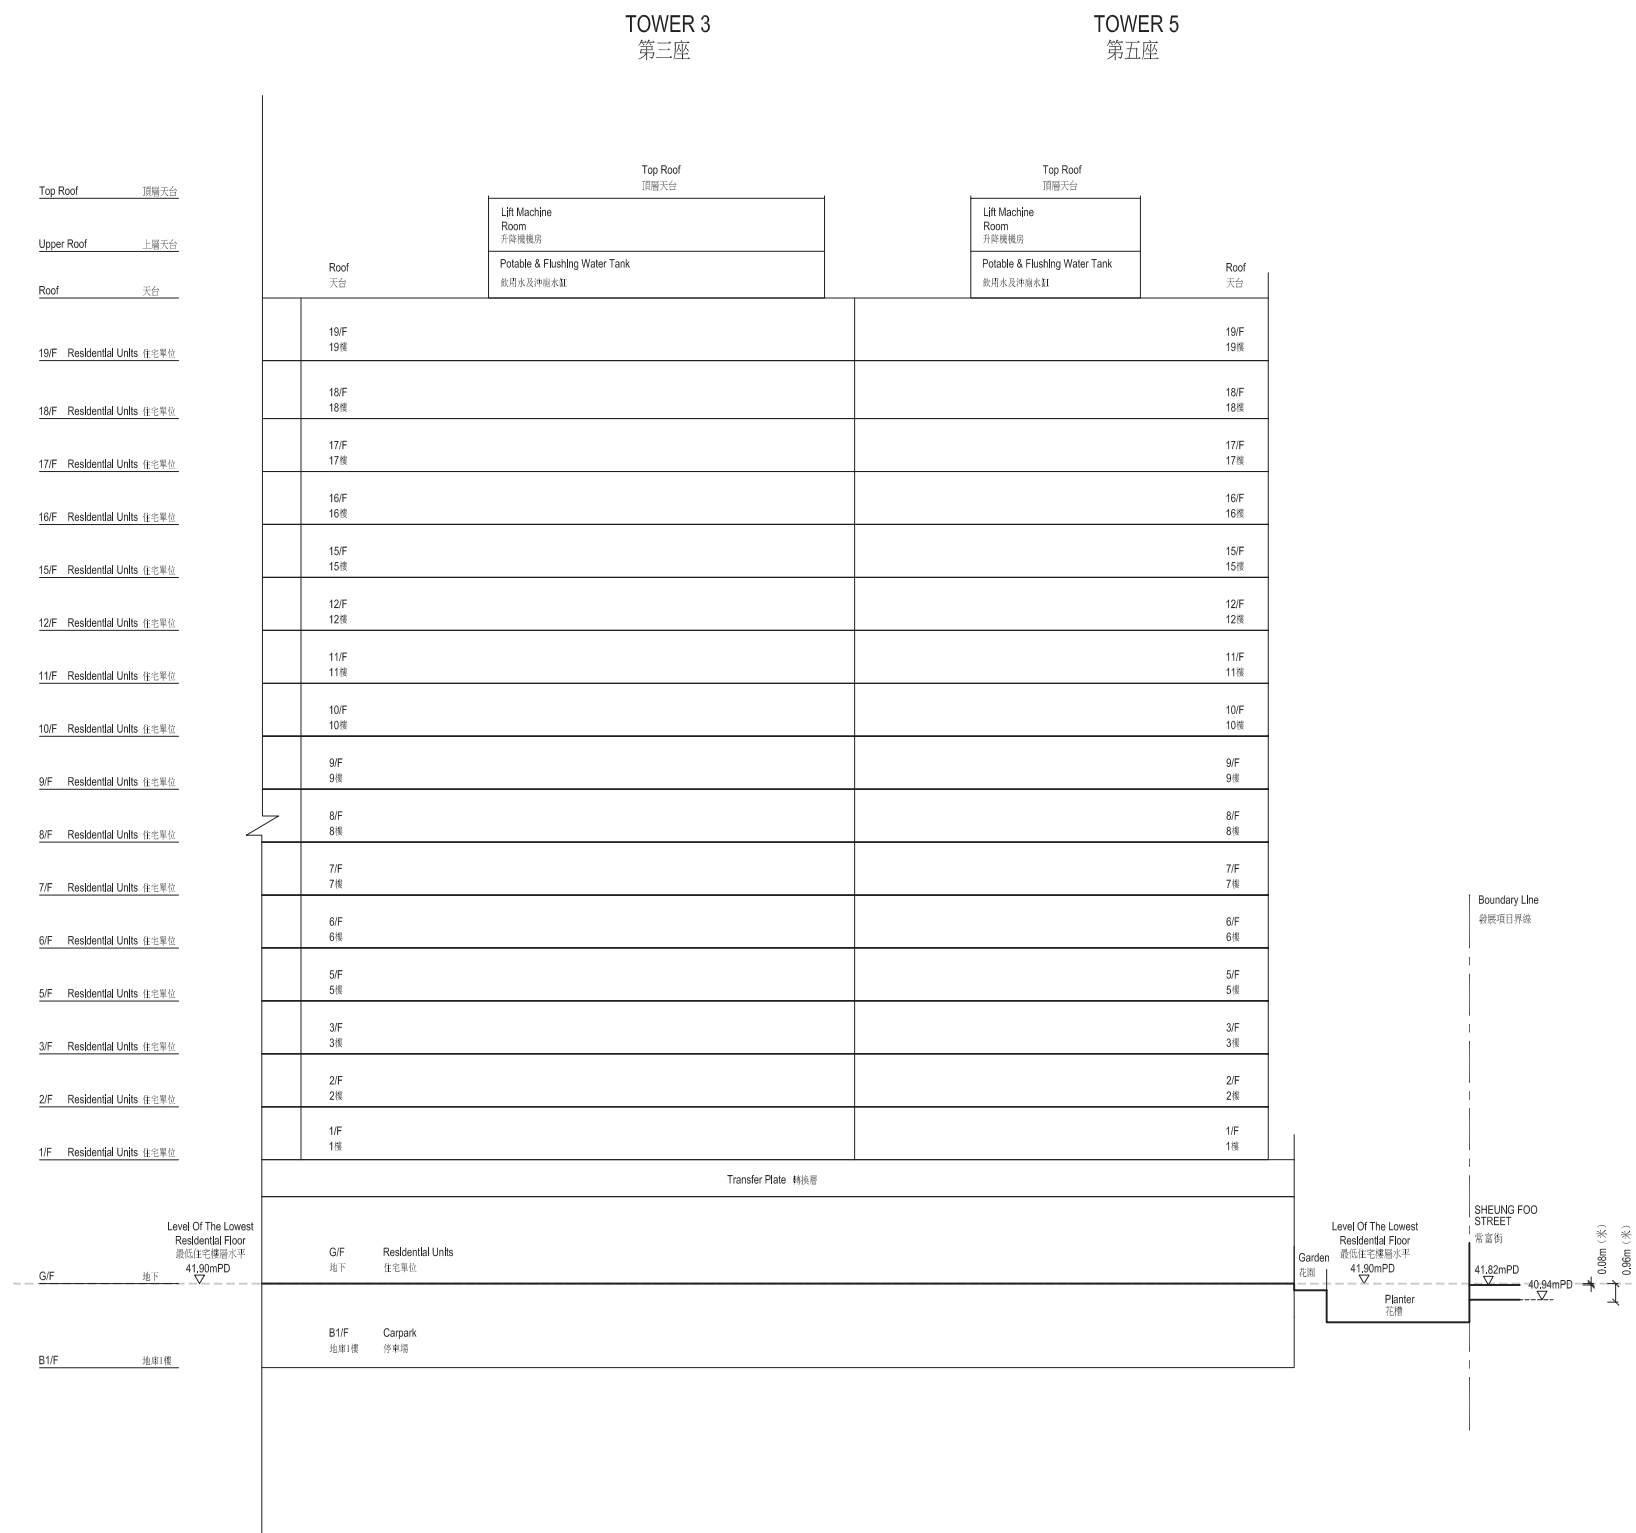 TOWER 3
第三座
TOWER 5
第五座
Top Roof
頂層天台
Top Roof
頂層天台
Top Roof 頂層天台
Lift Machine
Room
升降機機房
Lift Machine
Room
升降機機房
Upper Roof 上層天台
Potable & Flushing Water Tank
飲用水及沖廁水缸
Potable & Flushing Water Tank
飲用水及沖廁水缸
Roof
天台
Roof
天台
Roof 天台
19/F
19樓
19/F
19樓
19/F Residential Units 住宅單位
18/F
18樓
18/F
18樓
18/F Residential Units 住宅單位
17/F
17樓
17/F
17樓
17/F Residential Units 住宅單位
16/F
16樓
16/F
16樓
16/F Residential Units 住宅單位
15/F
15樓
15/F
15樓
15/F Residential Units 住宅單位
12/F
12樓
12/F
12樓
12/F Residential Units 住宅單位
11/F
11樓
11/F
11樓
11/F Residential Units 住宅單位
10/F
10樓
10/F
10樓
10/F Residential Units 住宅單位
9/F
9樓
9/F
9樓
9/F Residential Units 住宅單位
8/F
8樓
8/F
8樓
8/F Residential Units 住宅單位
7/F
7樓
7/F
7樓
7/F Residential Units 住宅單位
Boundary Line
發展項目界線
6/F
6樓
6/F
6樓
6/F Residential Units 住宅單位
5/F
5樓
5/F
5樓
5/F Residential Units 住宅單位
3/F
3樓
3/F
3樓
3/F Residential Units 住宅單位
2/F
2樓
2/F
2樓
2/F Residential Units 住宅單位
1/F
1樓
1/F
1樓
1/F Residential Units 住宅單位
Transfer Plate 轉換層
Level Of The Lowest
Residential Floor
最低住宅樓層水平
41.90mPD
G/F Residential Units
地下 住宅單位
Garden
花園
Level Of The Lowest
Residential Floor
最低住宅樓層水平
41.90mPD
SHEUNG FOO
STREET
常富街
41.82mPD
40.94mPD
0.08m (米)
0.96m (米)
G/F 地下
Planter
花槽
B1/F Carpark
地庫1樓 停車場
B1/F 地庫1樓